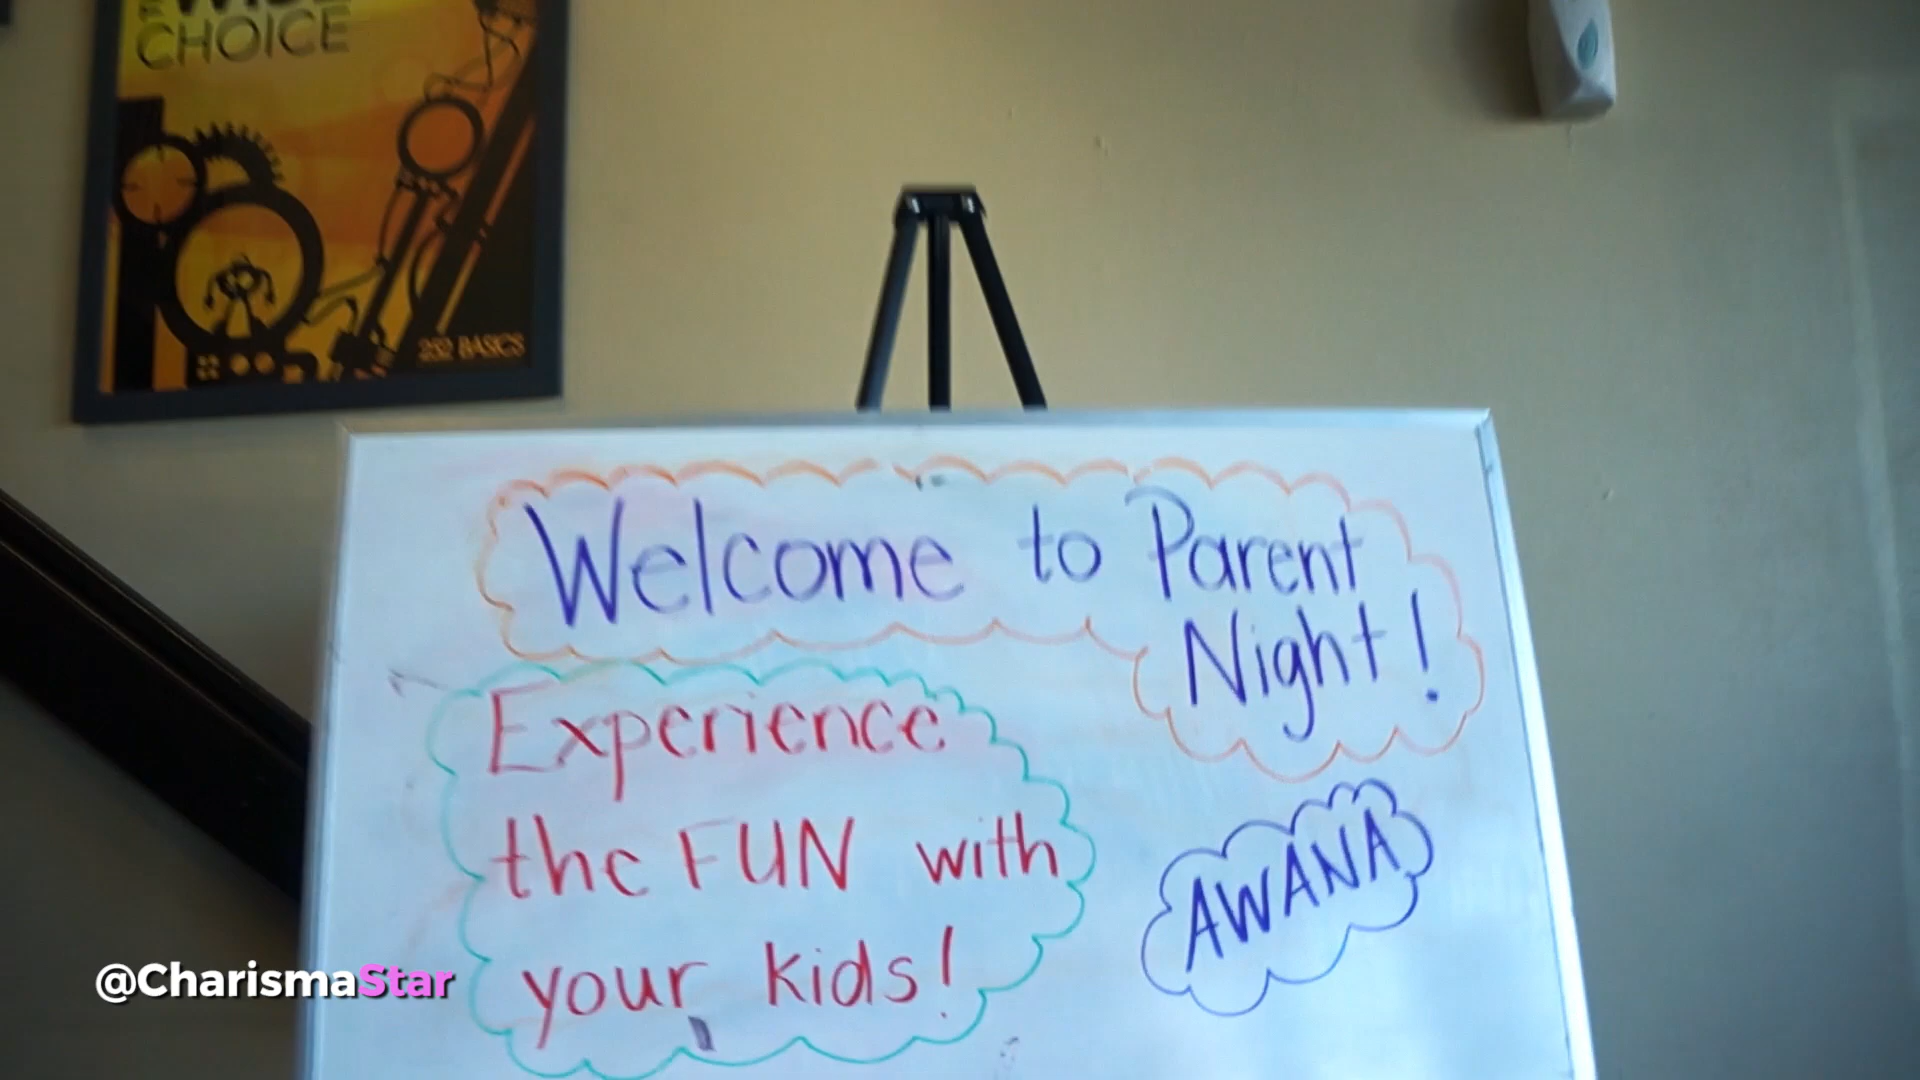 CHOICE
252 BASICS
Welcome to Parent
Night!
Experience
the FUN with
your kids!
AWANA
@CharismaStar